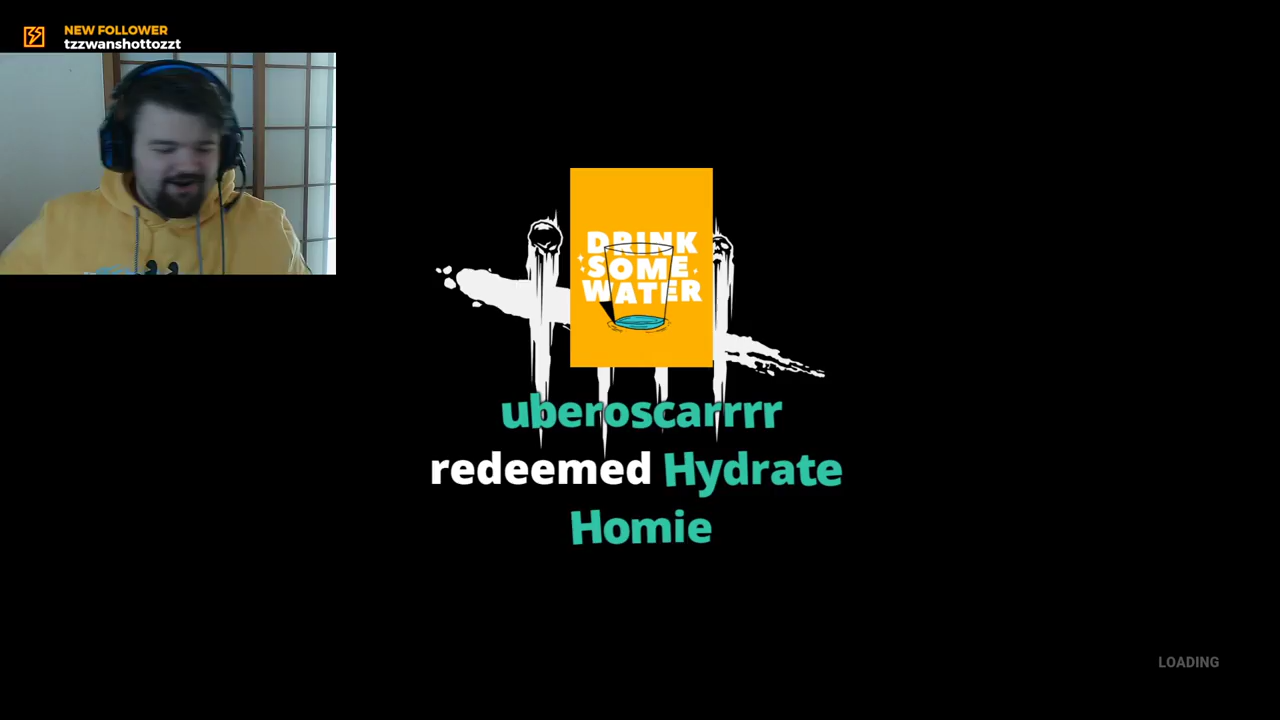 NEW FOLLOWER
tzzwanshottozzt
DRINK
SOME
WATER
uberoscarrrr
redeemed Hydrate
Homie
LOADING